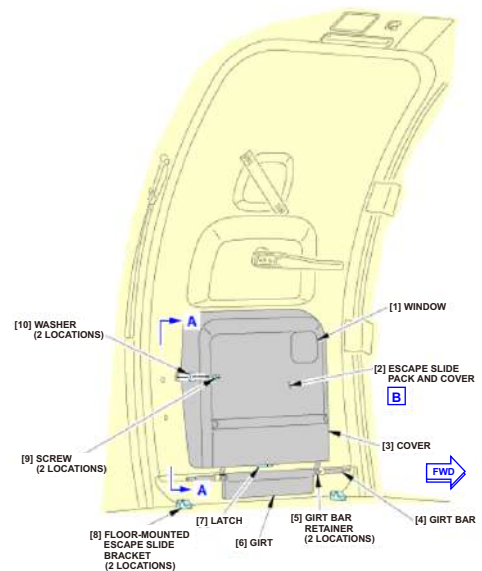 A
[1] WINDOW
[10] WASHER
(2 LOCATIONS)
[2] ESCAPE SLIDE
PACK AND COVER
B
[3] COVER
[9] SCREW
(2 LOCATIONS)
FWD
A
[7] LATCH
[5] GIRT BAR
RETAINER
(2 LOCATIONS)
[4] GIRT BAR
[8] FLOOR-MOUNTED
ESCAPE SLIDE
BRACKET
(2 LOCATIONS)
[6] GIRT